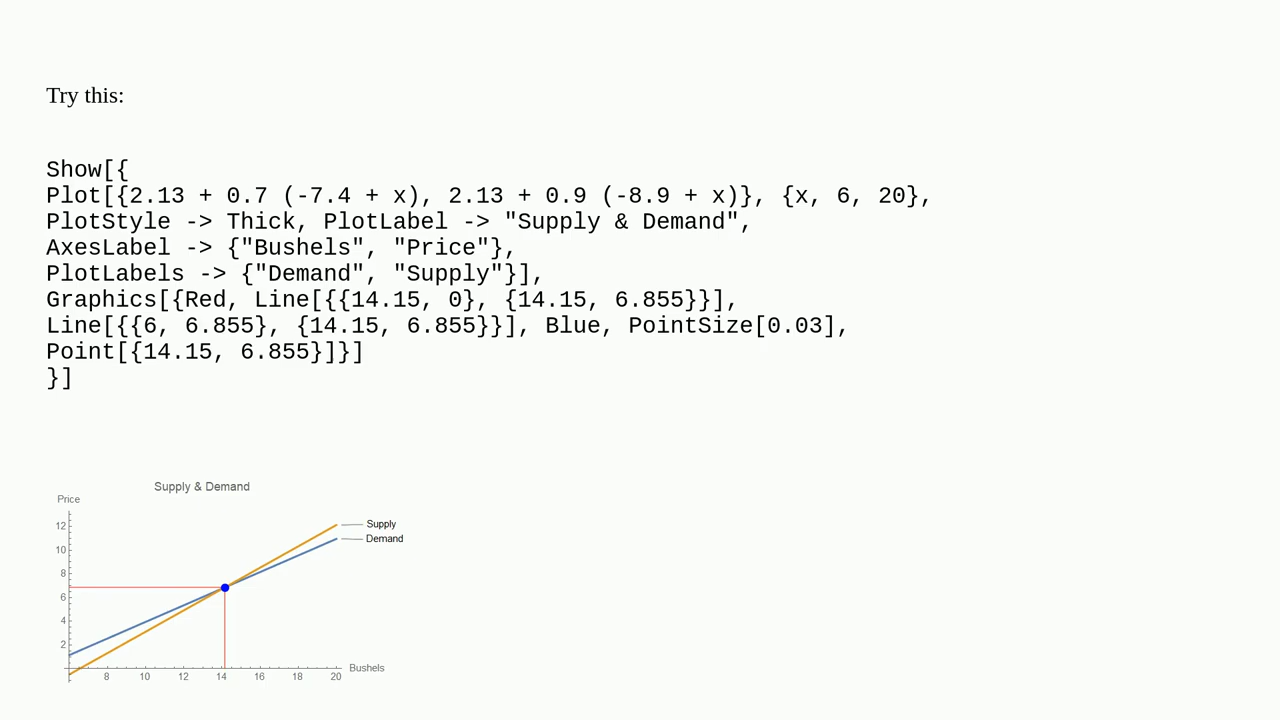 Try this:
Show[{
Plot[{2.13 + 0.7 (-7.4 + x), 2.13 + 0.9 (-8.9 + x)}, {x, 6, 20},
PlotStyle -> Thick, PlotLabel -> "Supply & Demand",
AxesLabel -> {"Bushels", "Price"},
PlotLabels -> {"Demand", "Supply"}],
Graphics[{Red, Line[{{14.15, 0}, {14.15, 6.855}}],
Line[{{6, 6.855}, {14.15, 6.855}}], Blue, PointSize[0.03],
Point[{14.15, 6.855}]}]
}]
Supply & Demand
Price
12
Supply
Demand
10
8
6
4
2
Bushels
8 10 12 14 16 18 20